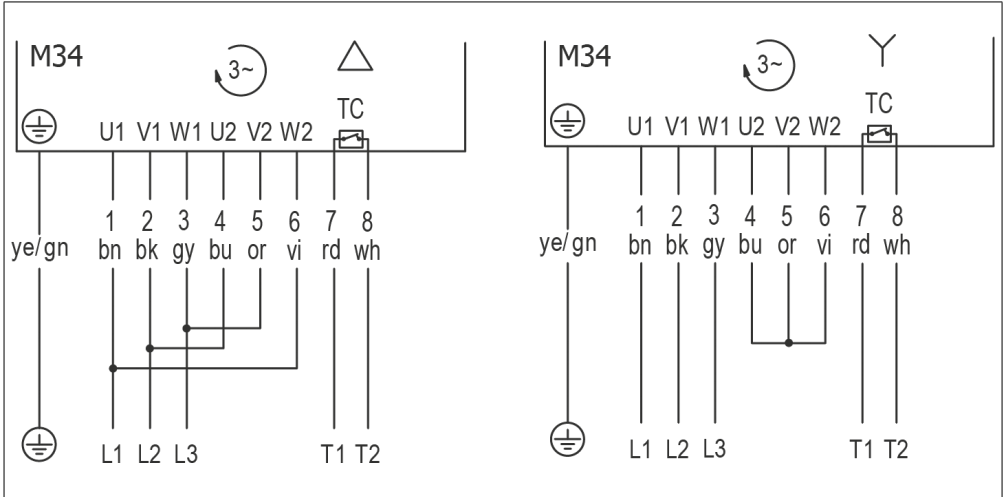 M34 3~
TC
U1 V1 W1 U2 V2 W2
1 2 3 4 5 6 7 8
ye/gn bn bk gy bu or vi rd wh
L1 L2 L3 T1 T2
M34 3~
TC
U1 V1 W1 U2 V2 W2
1 2 3 4 5 6 7 8
ye/gn bn bk gy bu or vi rd wh
L1 L2 L3 T1 T2